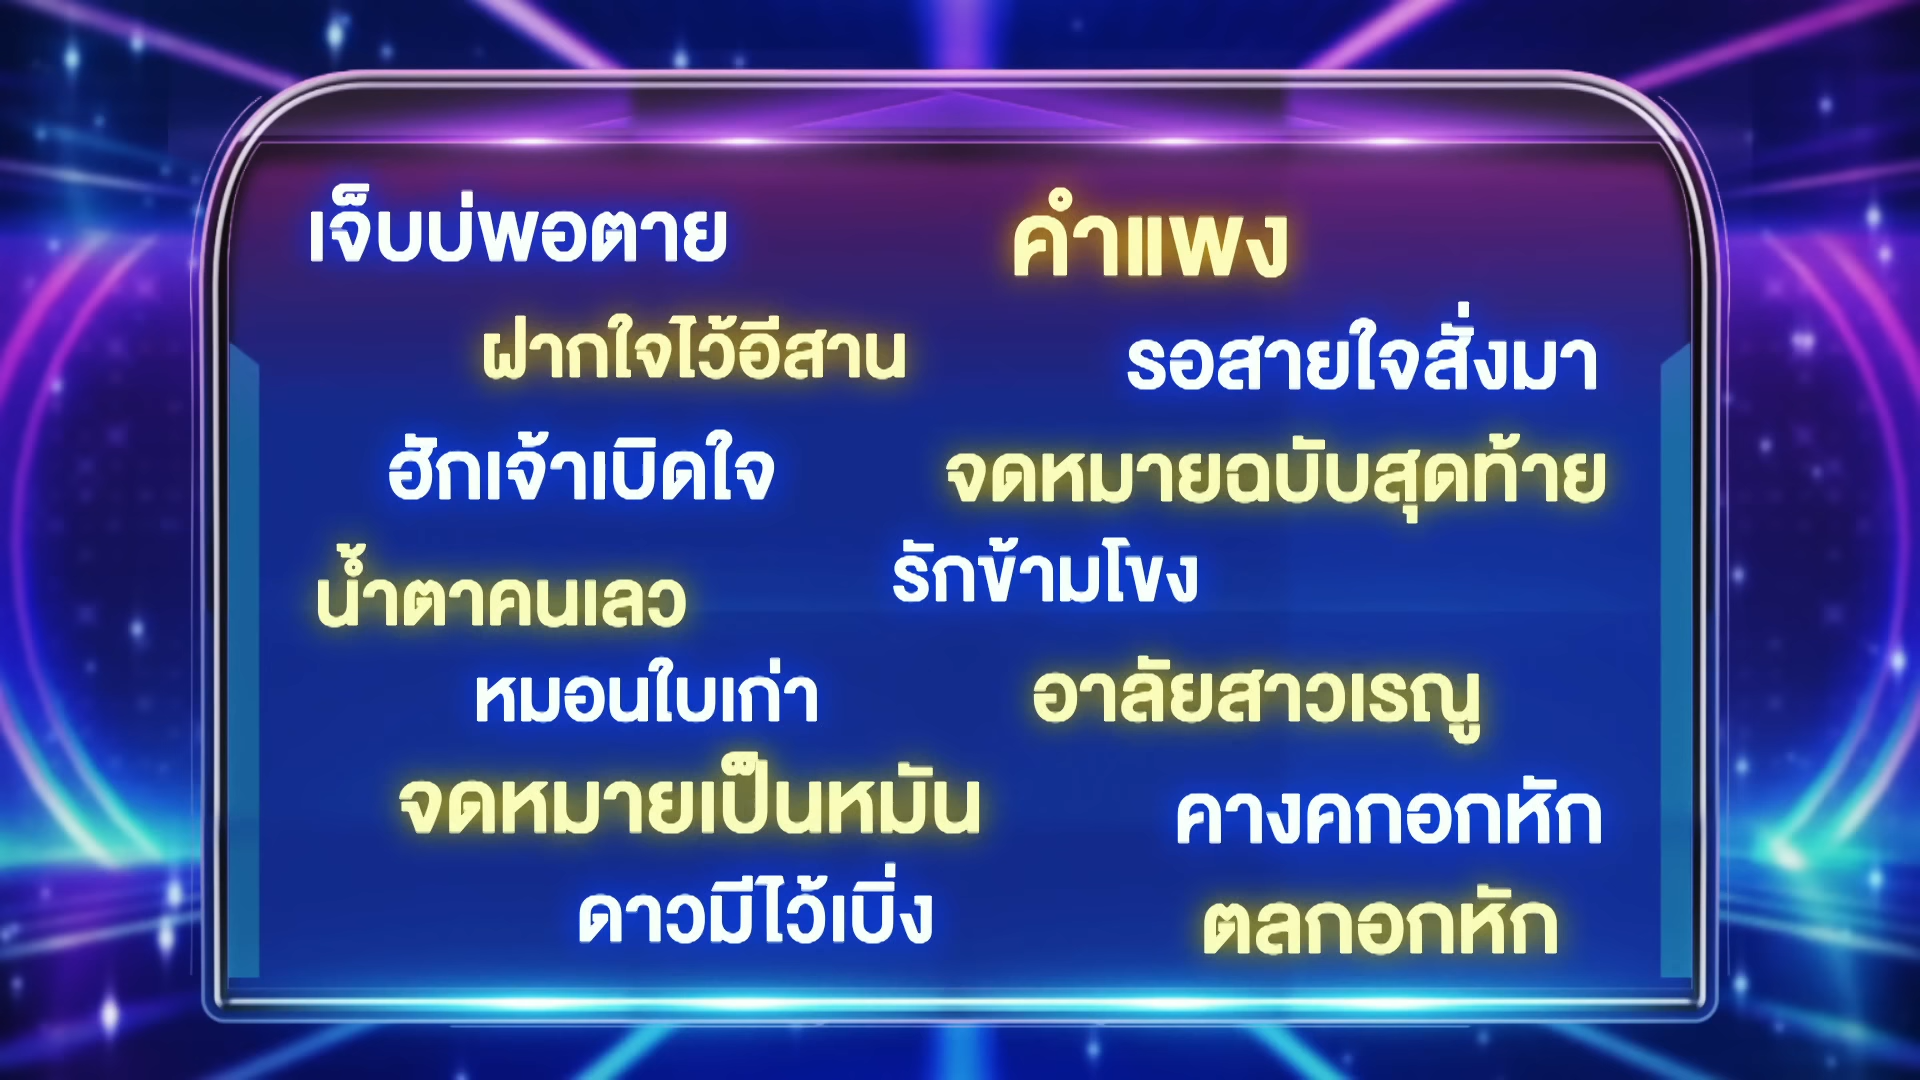 เจ็บบ่พอตาย
คำแพง
ฝากใจไว้อีสาน
รอสายใจสั่งมา
ฮักเจ้าเบิดใจ
จดหมายฉบับสุดท้าย
น้ำตาคนเลว
รักข้ามโขง
หมอนใบเก่า
อาลัยสาวเรณู
จดหมายเป็นหมัน
คางคกอกหัก
ดาวมีไว้เบิ่ง
ตลกอกหัก